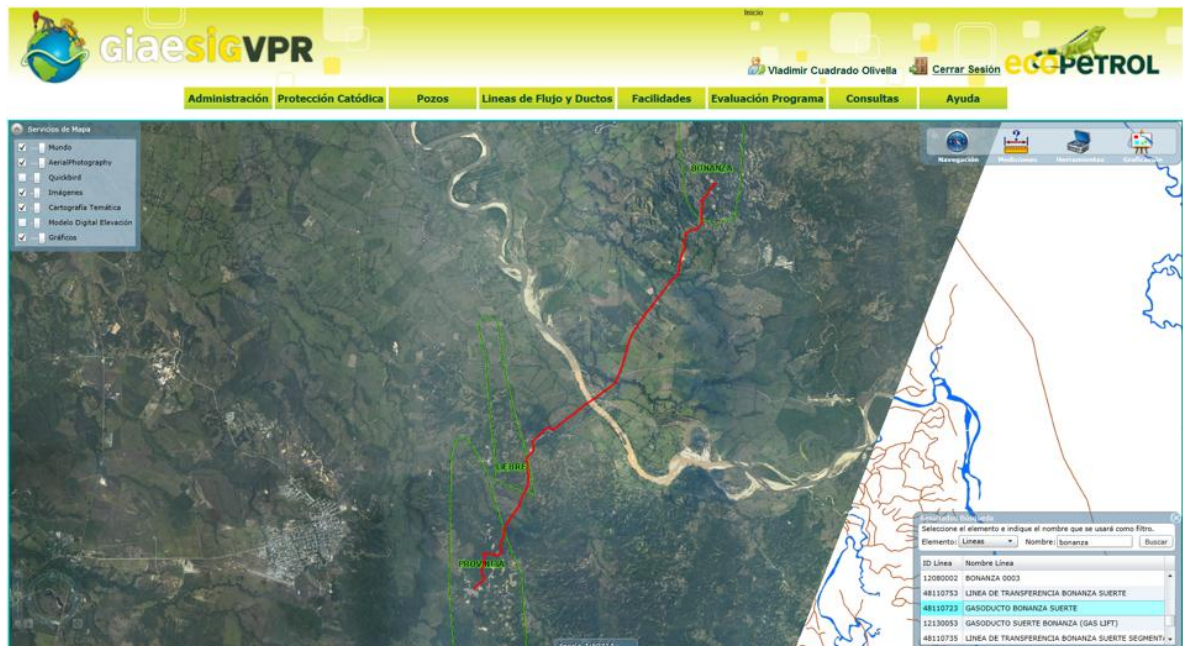 Inicio
GiaesigVPR
Vladimir Cuadrado Olivella
Cerrar Sesión
ecopetrol
Administración Protección Catódica Pozos Lineas de Flujo y Ductos Facilidades Evaluación Programa Consultas Ayuda
Servicios de Mapa
Mundo
AerialPhotography
Quickbird
Imágenes
Cartografía Temática
Modelo Digital Elevación
Gráficos
Navegación Mediciones Herramientas
BONANZA
LIEBRE
PROVINCIA
Resultados Búsqueda
Seleccione el elemento e indique el nombre que se usará como filtro.
Elemento: Lineas Nombre: bonanza Buscar
ID Línea Nombre Línea
12080002 BONANZA 0003
48110753 LINEA DE TRANSFERENCIA BONANZA SUERTE
48110723 GASODUCTO BONANZA SUERTE
12130053 GASODUCTO SUERTE BONANZA (GAS LIFT)
48110735 LINEA DE TRANSFERENCIA BONANZA SUERTE SEGMENT